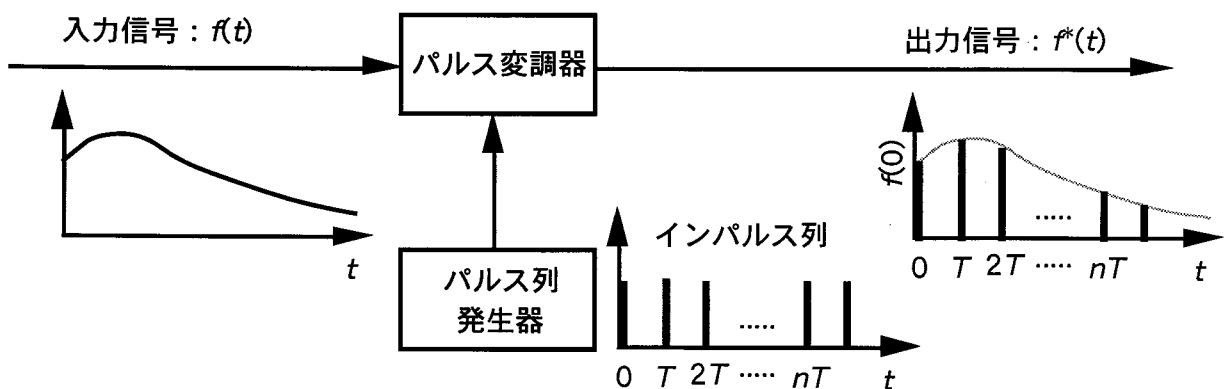 入力信号：f(t)
パルス変調器
出力信号：f*(t)
f(0)
0 T 2T ····· nT t
.....
t
パルス列
発生器
インパルス列
.....
0 T 2T ····· nT t